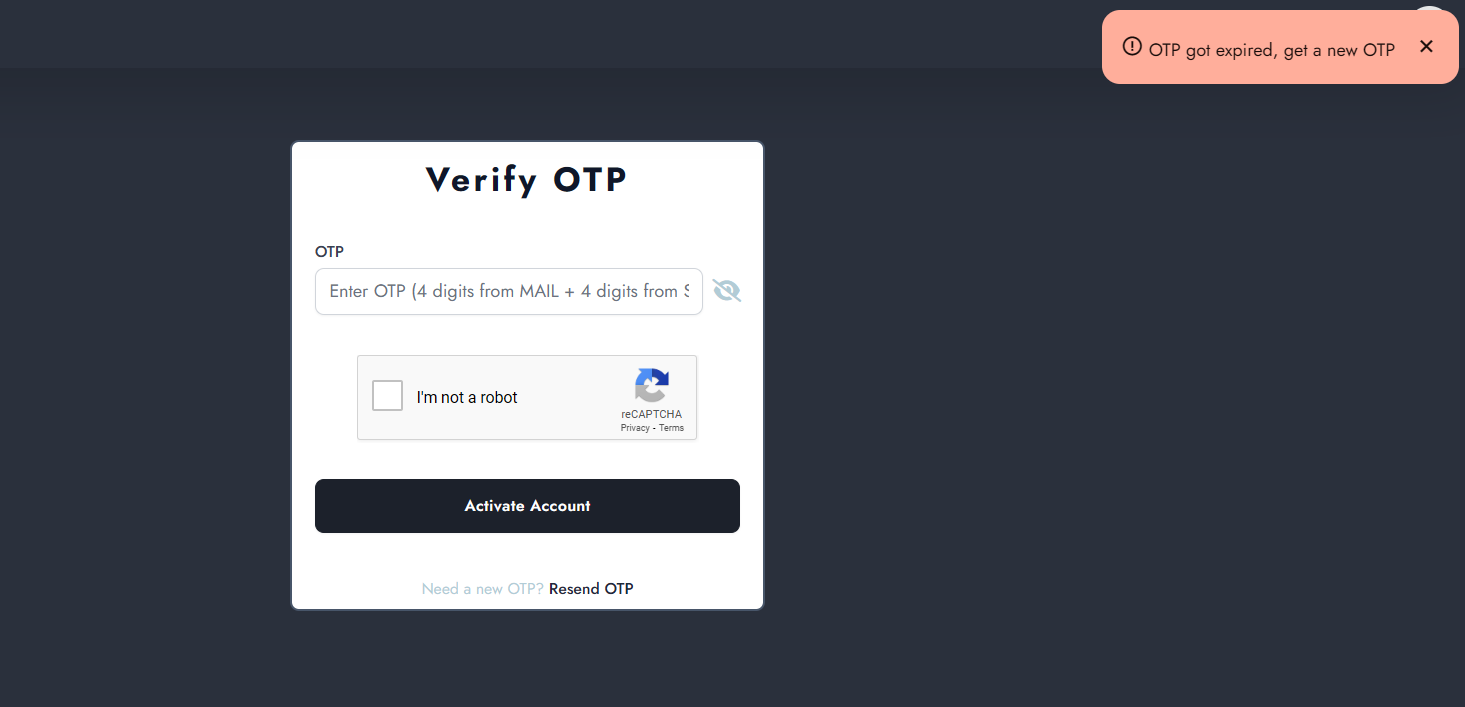 OTP got expired, get a new OTP
Verify OTP
OTP
Enter OTP (4 digits from MAIL + 4 digits from
I'm not a robot
reCAPTCHA
Privacy - Terms
Activate Account
Need a new OTP? Resend OTP